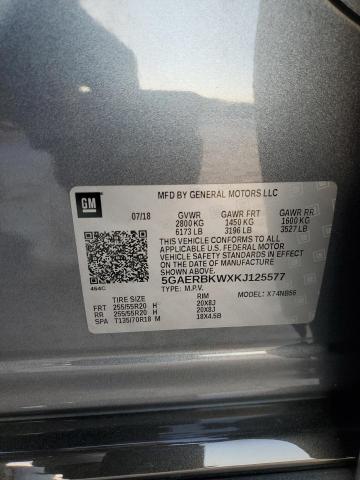 MFD BY GENERAL MOTORS LLC
GM
07/18 GVWR GAWR FRT GAWR RR
2800 KG 1450 KG 1600 KG
6173 LB 3196 LB 3527 LB
THIS VEHICLE CONFORMS TO ALL
APPLICABLE U.S. FEDERAL MOTOR
VEHICLE SAFETY STANDARDS IN EFFECT
ON THE DATE OF MANUFACTURE SHOWN ABOVE.
5GAERBKWXKJ125577
TYPE: M.P.V. MODEL: X74NB56
464C
TIRE SIZE RIM
FRT 255/55R20 H 20X8J
RR 255/55R20 H 20X8J
SPA T135/70R18 M 18X4.5B